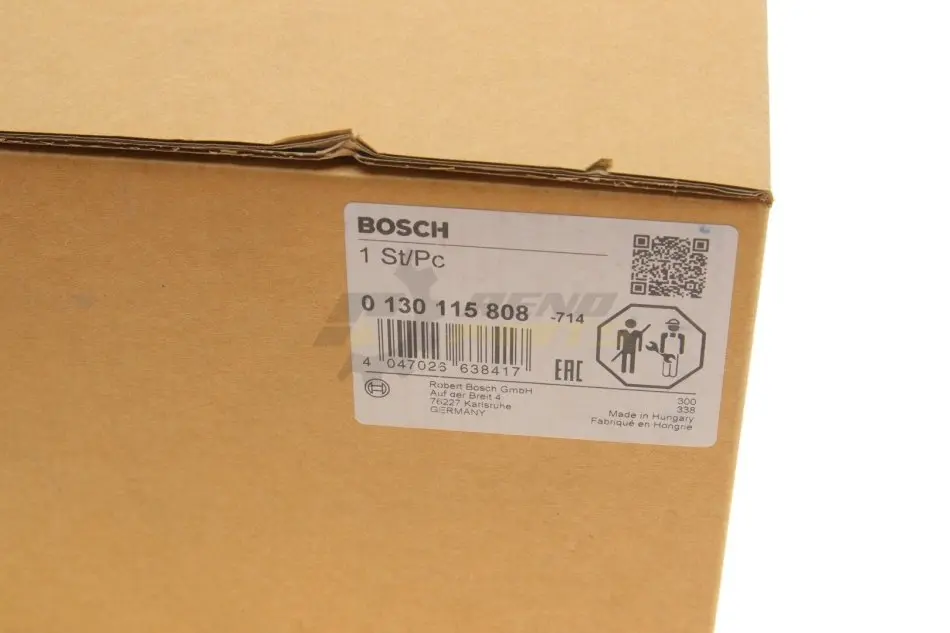 BOSCH
1 St/Pc
0 130 115 808 -714
4 047026 638417
EAC
Robert Bosch GmbH
Auf der Breit 4
76227 Karlsruhe
GERMANY
300
338
Made in Hungary
Fabriqué en Hongrie